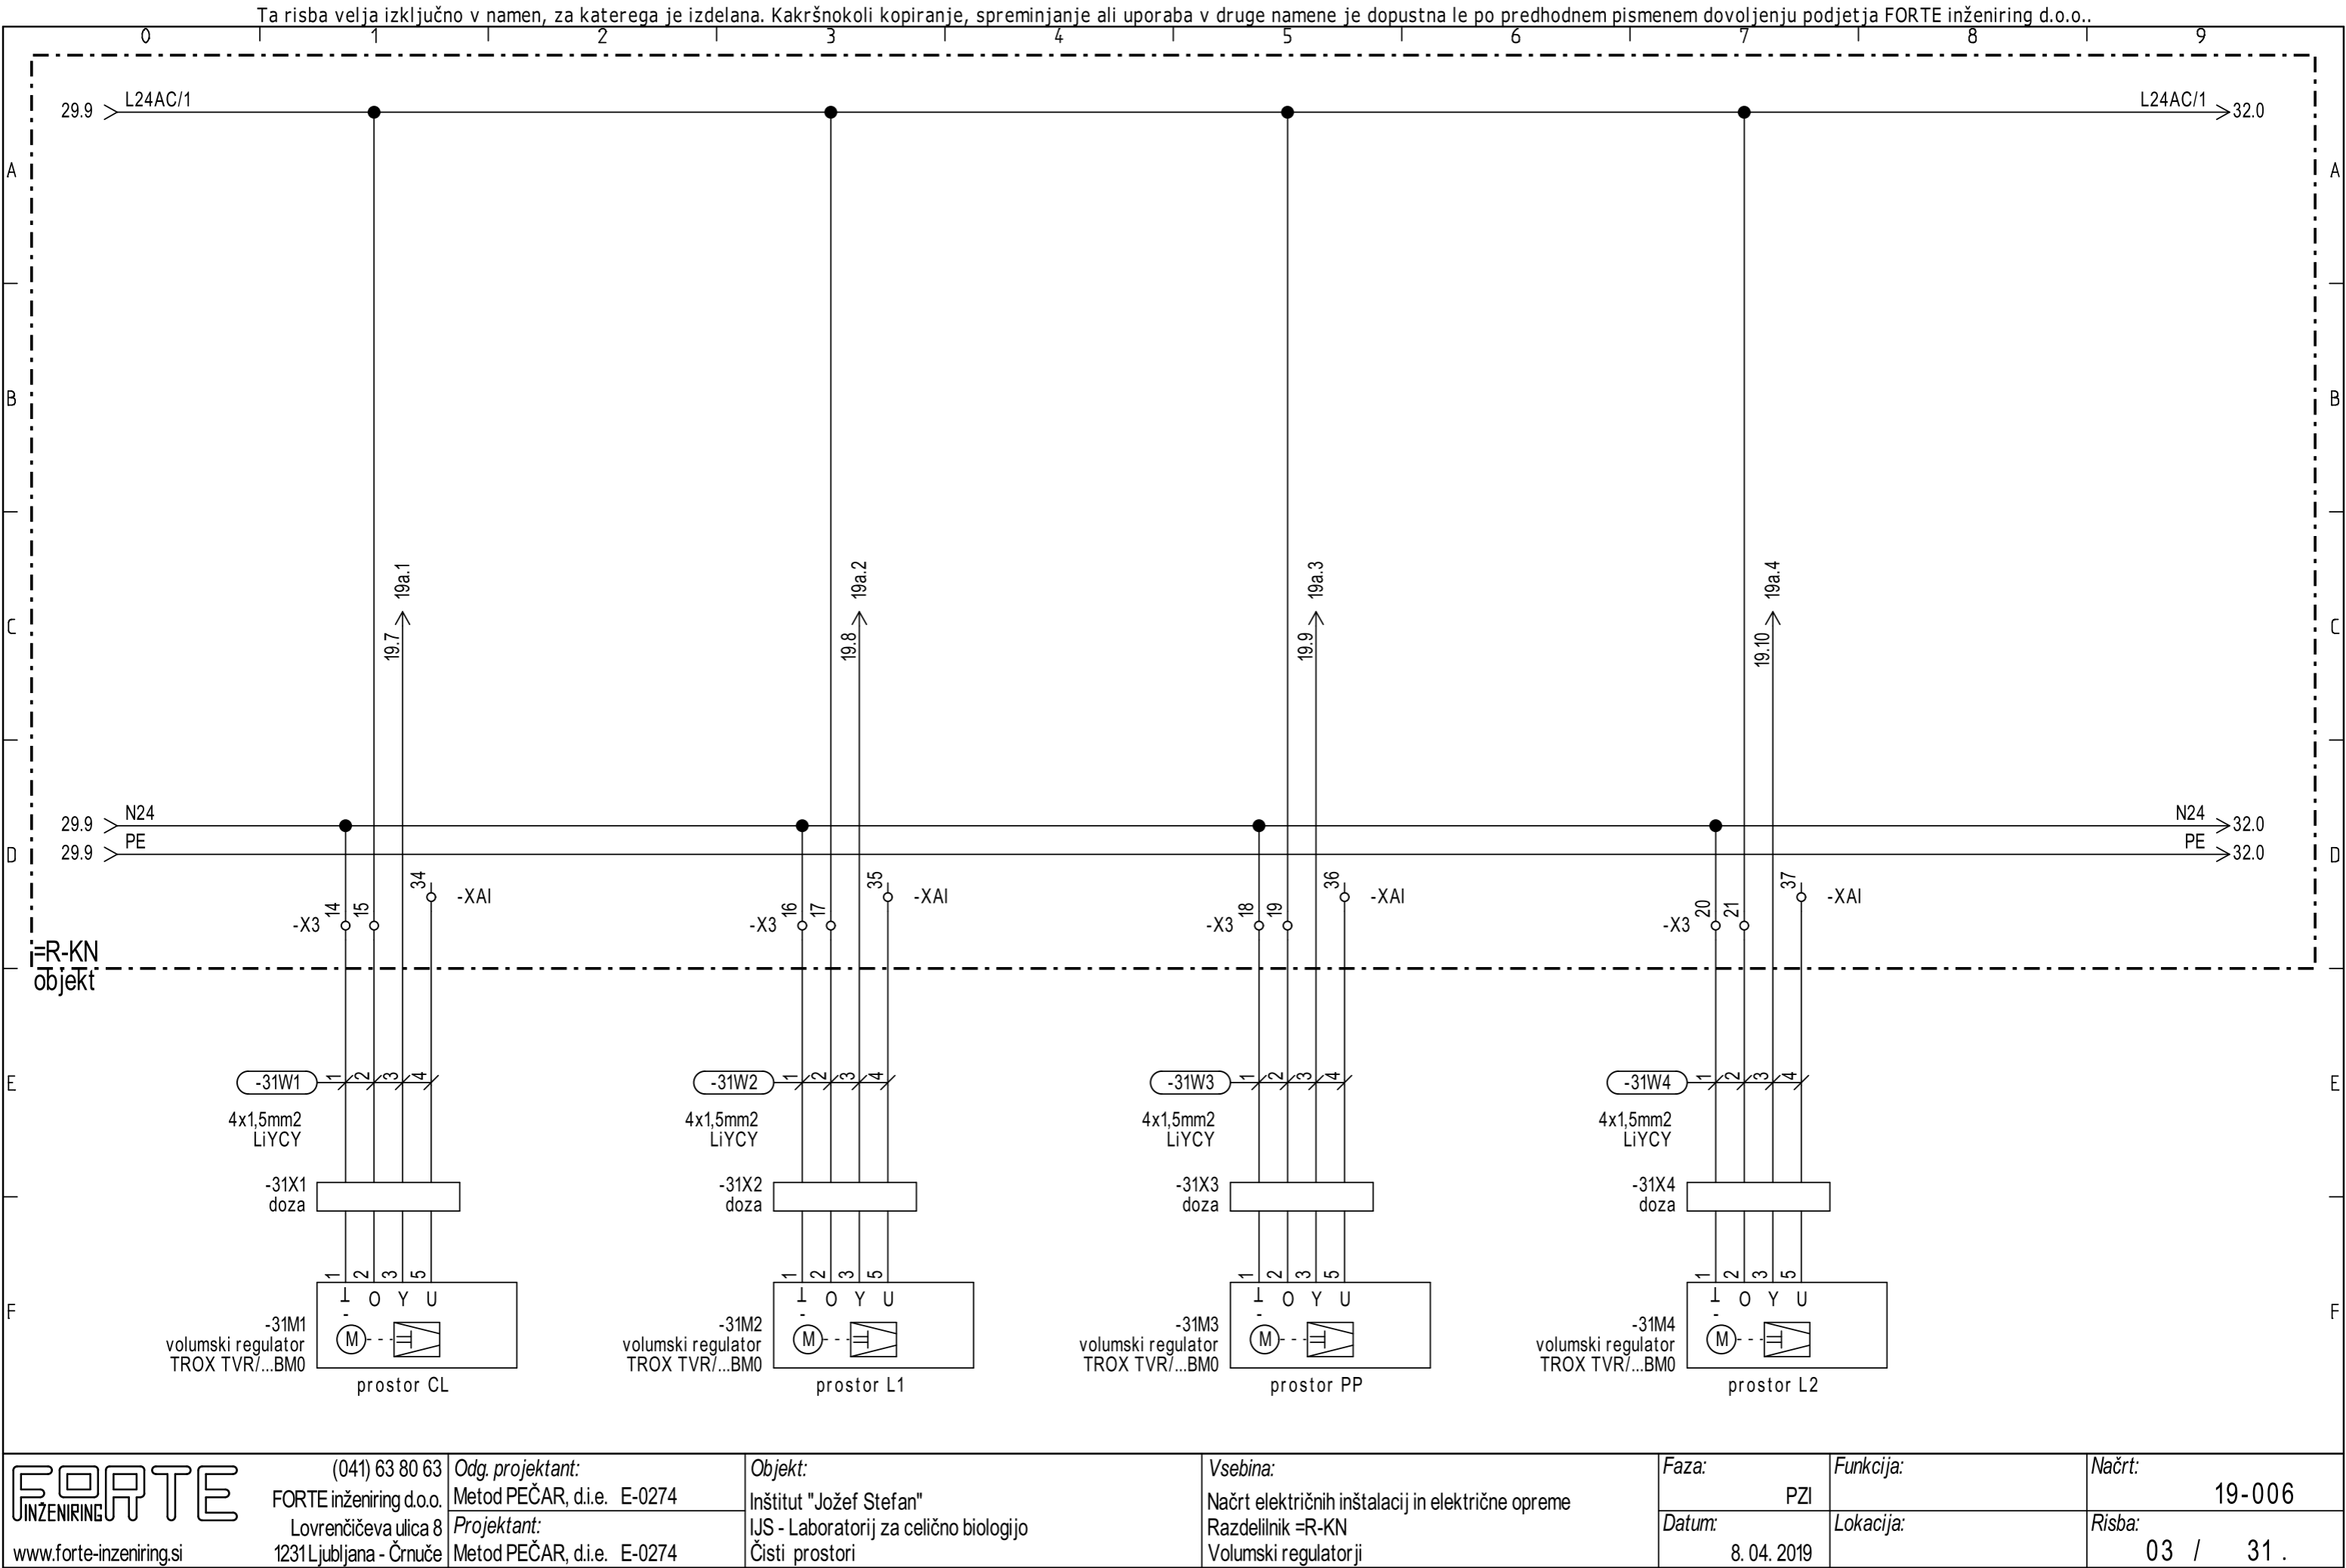 Ta risba velja izključno v namen, za katerega je izdelana. Kakršnokoli kopiranje, spreminjanje ali uporaba v druge namene je dopustna le po predhodnem pismenem dovoljenju podjetja FORTE inženiring d.o.o..
0 1 2 3 4 5 6 7 8 9
L24AC/1 L24AC/1
29.9 32.0
A A
B B
19a.1 19a.2 19a.3 19a.4
C C
19.7 19.8 19.9 19.10
N24 N24
29.9 32.0
PE PE
D 29.9 32.0 D
34 -XAI 35 -XAI 36 -XAI 37 -XAI
-X3 14 15 -X3 16 17 -X3 18 19 -X3 20 21
=R-KN
objekt
E -31W1 1 2 3 4 -31W2 1 2 3 4 -31W3 1 2 3 4 -31W4 1 2 3 4 E
4x1,5mm2 4x1,5mm2 4x1,5mm2 4x1,5mm2
LiYCY LiYCY LiYCY LiYCY
-31X1 -31X2 -31X3 -31X4
doza doza doza doza
1 2 3 5 1 2 3 5 1 2 3 5 1 2 3 5
⊥ O Y U ⊥ O Y U ⊥ O Y U ⊥ O Y U
F - - - - F
-31M1 -31M2 -31M3 -31M4
M M M M
volumski regulator volumski regulator volumski regulator volumski regulator
TROX TVR/...BM0 TROX TVR/...BM0 TROX TVR/...BM0 TROX TVR/...BM0
prostor CL prostor L1 prostor PP prostor L2
FORTE
INŽENIRING
www.forte-inzeniring.si
(041) 63 80 63
FORTE inženiring d.o.o.
Lovrenčičeva ulica 8
1231 Ljubljana - Črnuče
Odg. projektant:
Metod PEČAR, d.i.e. E-0274
Projektant:
Metod PEČAR, d.i.e. E-0274
Objekt:
Inštitut "Jožef Stefan"
IJS - Laboratorij za celično biologijo
Čisti prostori
Vsebina:
Načrt električnih inštalacij in električne opreme
Razdelilnik =R-KN
Volumski regulatorji
Faza:
PZI
Datum:
8. 04. 2019
Funkcija:
Lokacija:
Načrt:
19-006
Risba:
03 / 31 .